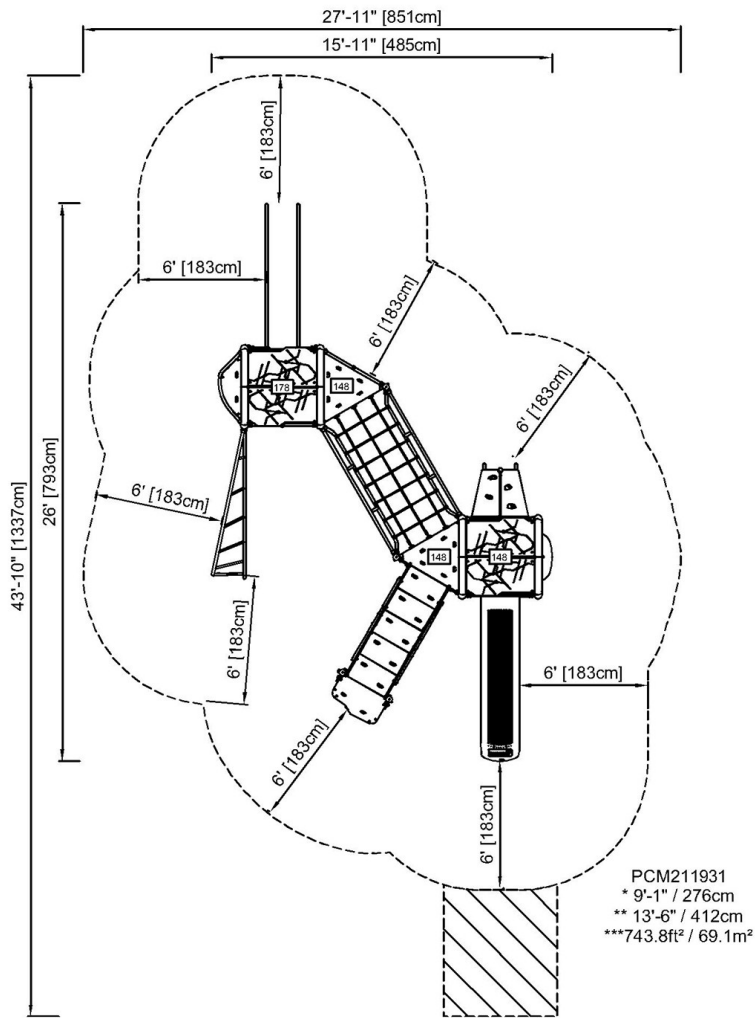 27'-11" [851cm]
15'-11" [485cm]
6' [183cm]
6' [183cm]
6' [183cm]
6' [183cm]
178
148
26' [793cm]
43'-10" [1337cm]
6' [183cm]
148
148
6' [183cm]
6' [183cm]
6' [183cm]
6' [183cm]
PCM211931
* 9'-1" / 276cm
** 13'-6" / 412cm
***743.8ft² / 69.1m²